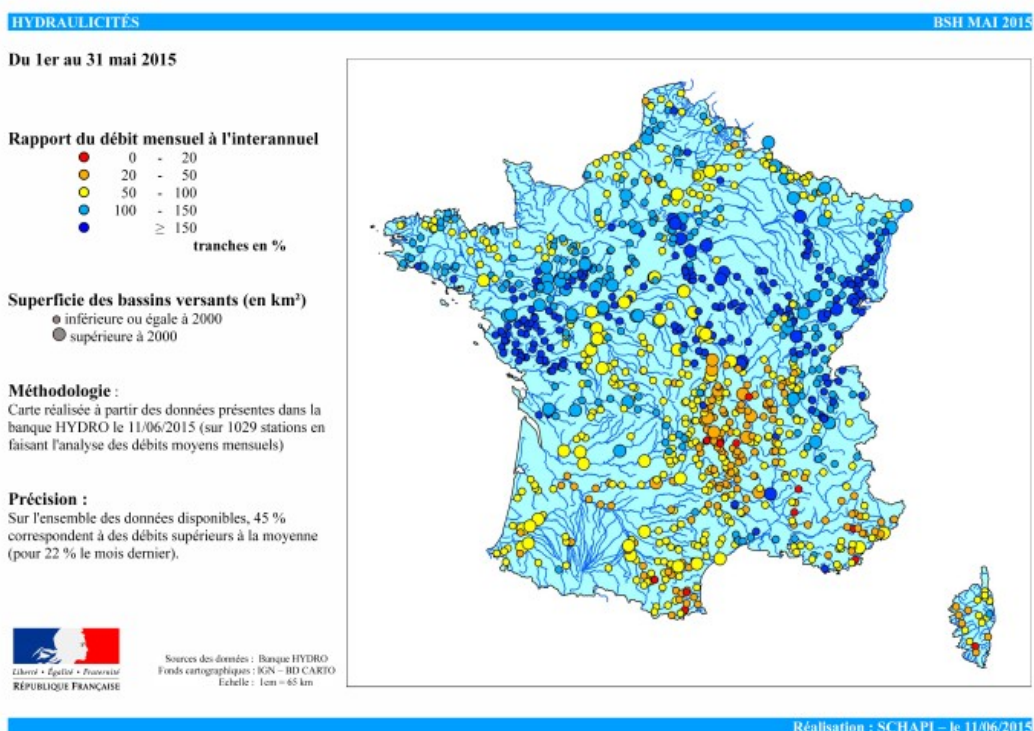 HYDRAULICITÉS
BSH MAI 2015
Du 1er au 31 mai 2015
Rapport du débit mensuel à l'interannuel
0 - 20
20 - 50
50 - 100
100 - 150
≥ 150
tranches en %
Superficie des bassins versants (en km²)
inférieure ou égale à 2000
supérieure à 2000
Méthodologie :
Carte réalisée à partir des données présentes dans la
banque HYDRO le 11/06/2015 (sur 1029 stations en
faisant l'analyse des débits moyens mensuels)
Précision :
Sur l'ensemble des données disponibles, 45 %
correspondent à des débits supérieurs à la moyenne
(pour 22 % le mois dernier).
Liberté • Égalité • Fraternité
RÉPUBLIQUE FRANÇAISE
Sources des données : Banque HYDRO
Fonds cartographiques : IGN – BD CARTO
Echelle : 1cm = 65 km
Réalisation : SCHAPI – le 11/06/2015